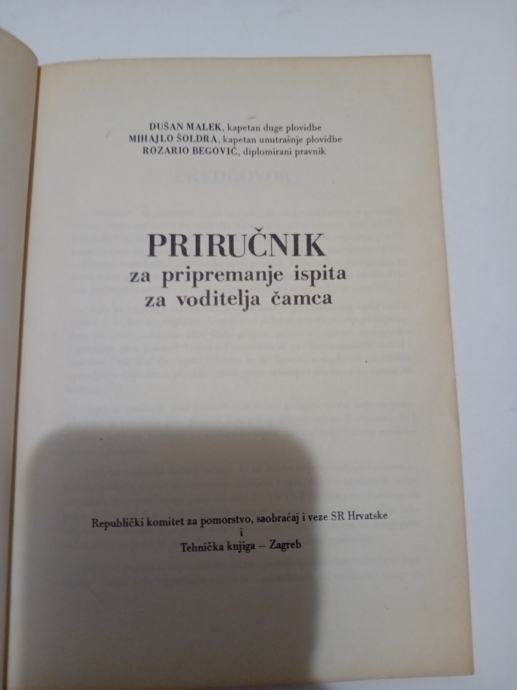 DUŠAN MALEK, kapetan duge plovidbe
MIHAJLO ŠOLDRA, kapetan unutrašnje plovidbe
ROZARIO BEGOVIĆ, diplomirani pravnik
PRIRUČNIK
za pripremanje ispita
za voditelja čamca
Republički komitet za pomorstvo, saobraćaj i veze SR Hrvatske
i
Tehnička knjiga – Zagreb